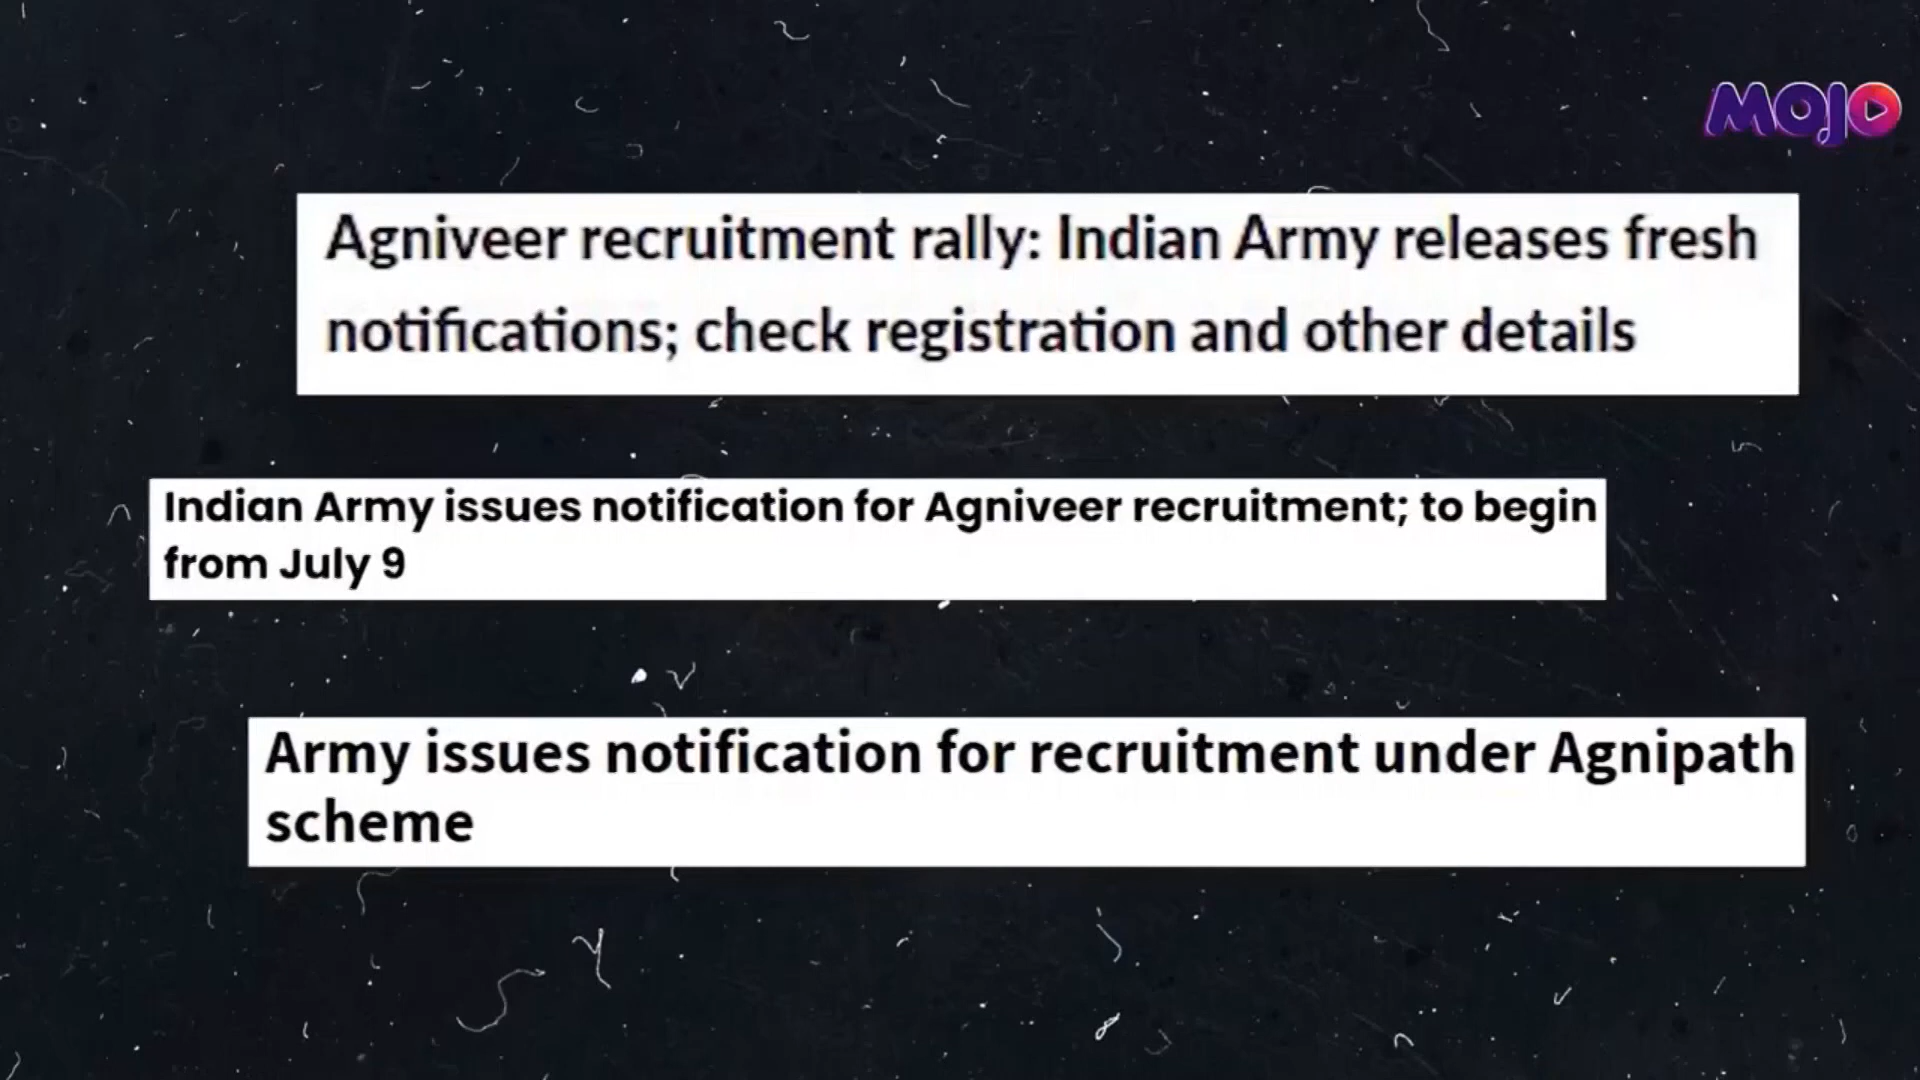 MOJO
Agniveer recruitment rally: Indian Army releases fresh
notifications; check registration and other details
Indian Army issues notification for Agniveer recruitment; to begin
from July 9
Army issues notification for recruitment under Agnipath
scheme